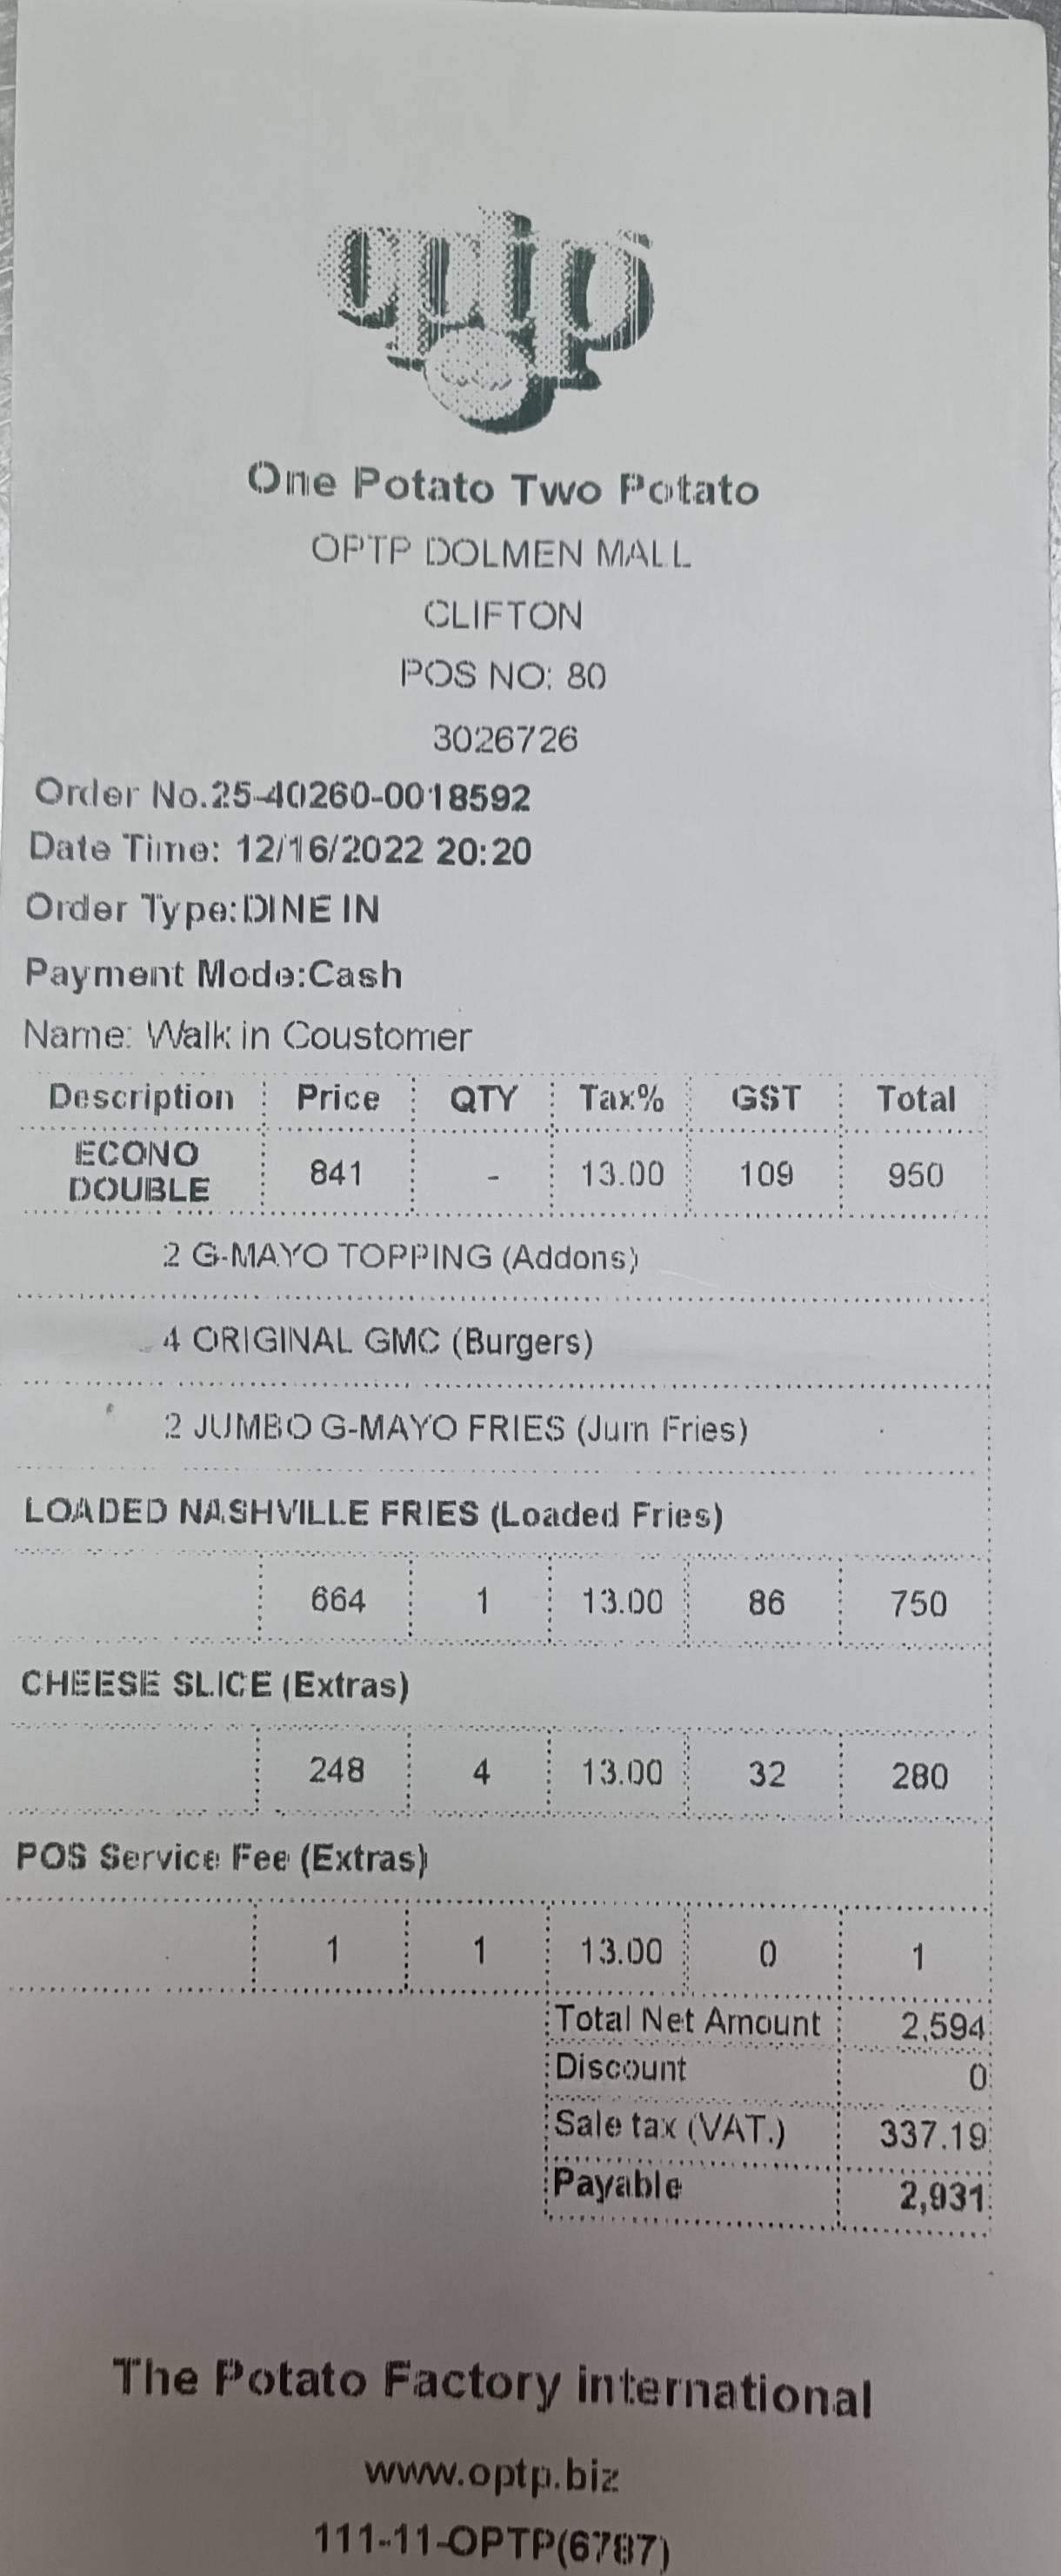 optp
One Potato Two Potato
OPTP DOLMEN MALL
CLIFTON
POS NO: 80
3026726
Order No.25-40260-0018592
Date Time: 12/16/2022 20:20
Order Type:DINE IN
Payment Mode:Cash
Name: Walk in Coustomer
Description Price QTY Tax% GST Total
ECONO
DOUBLE 841 - 13.00 109 950
2 G-MAYO TOPPING (Addons)
4 ORIGINAL GMC (Burgers)
2 JUMBO G-MAYO FRIES (Jum Fries)
LOADED NASHVILLE FRIES (Loaded Fries)
664 1 13.00 86 750
CHEESE SLICE (Extras)
248 4 13.00 32 280
POS Service Fee (Extras)
1 1 13.00 0 1
Total Net Amount 2,594
Discount 0
Sale tax (VAT.) 337.19
Payable 2,931
The Potato Factory international
www.optp.biz
111-11-OPTP(6787)